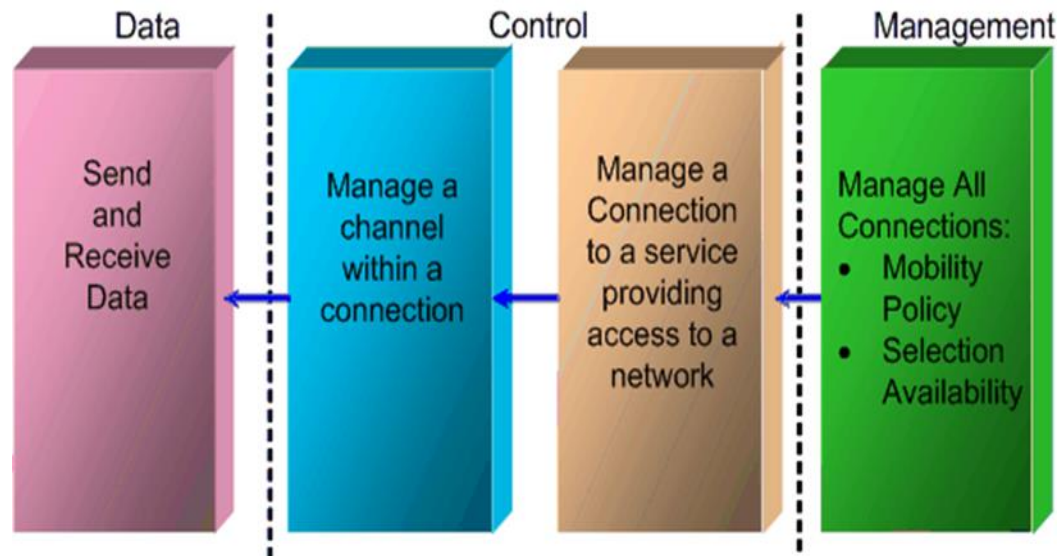 Data
Control
Management
Send
and
Receive
Data
Manage a
channel
within a
connection
Manage a
Connection
to a service
providing
access to a
network
Manage All
Connections:
• Mobility
Policy
• Selection
Availability